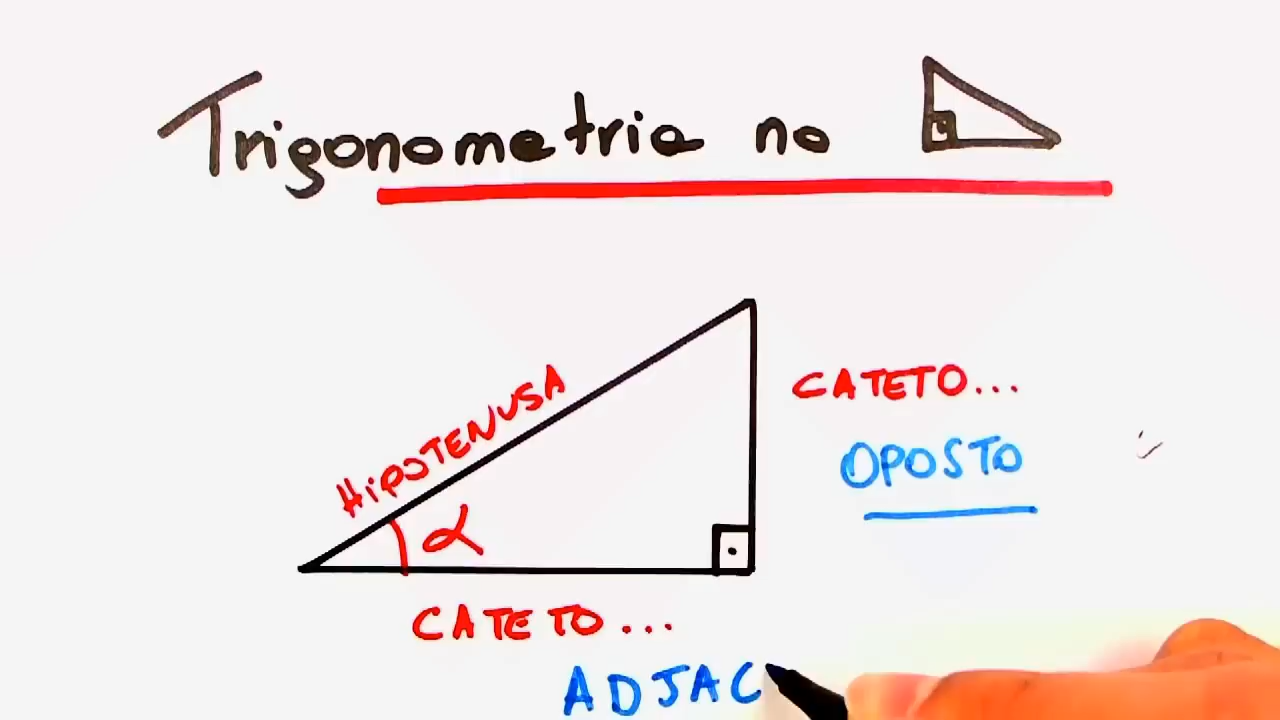 Trigonometria no
HIPOTENUSA
CATETO...
OPOSTO
α
CATETO...
ADJAC